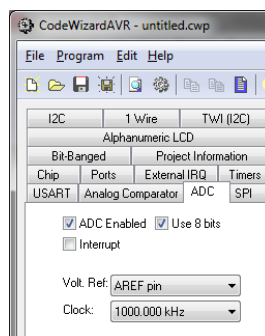 CodeWizardAVR - untitled.cwp
File Program Edit Help
I2C 1 Wire TWI (I2C)
Alphanumeric LCD
Bit-Banged Project Information
Chip Ports External IRQ Timers
USART Analog Comparator ADC SPI
ADC Enabled Use 8 bits
Interrupt
Volt. Ref: AREF pin
Clock: 1000.000 kHz